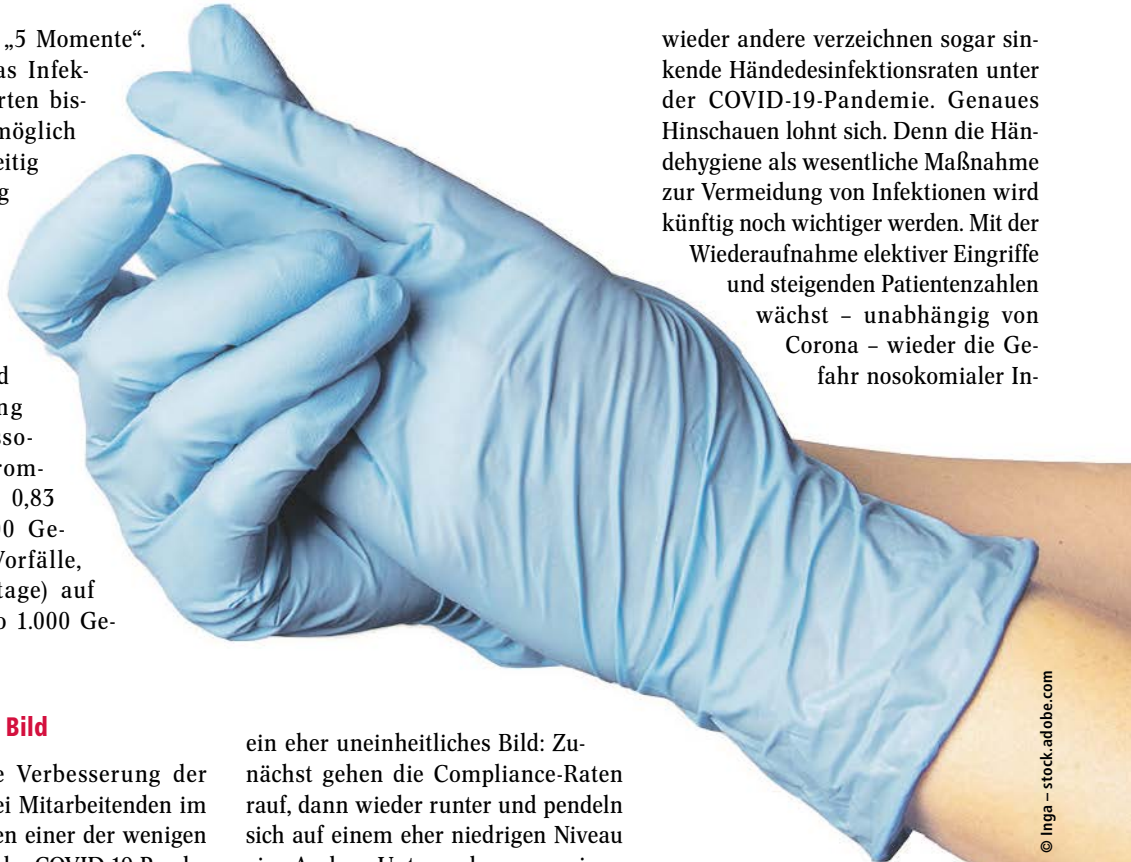 „5 Momente“.
as Infek-
rten bis-
möglich
eitig
g
d
ng
sso-
rom-
0,83
00 Ge-
Vorfälle,
tage) auf
o 1.000 Ge-
Bild
e Verbesserung der
ei Mitarbeitenden im
en einer der wenigen
ein eher uneinheitliches Bild: Zu-
nächst gehen die Compliance-Raten
rauf, dann wieder runter und pendeln
sich auf einem eher niedrigen Niveau
wieder andere verzeichnen sogar sin-
kende Händedesinfektionsraten unter
der COVID-19-Pandemie. Genaues
Hinschauen lohnt sich. Denn die Hän-
dehygiene als wesentliche Maßnahme
zur Vermeidung von Infektionen wird
künftig noch wichtiger werden. Mit der
Wiederaufnahme elektiver Eingriffe
und steigenden Patientenzahlen
wächst – unabhängig von
Corona – wieder die Ge-
fahr nosokomialer In-
© Inga – stock.adobe.com